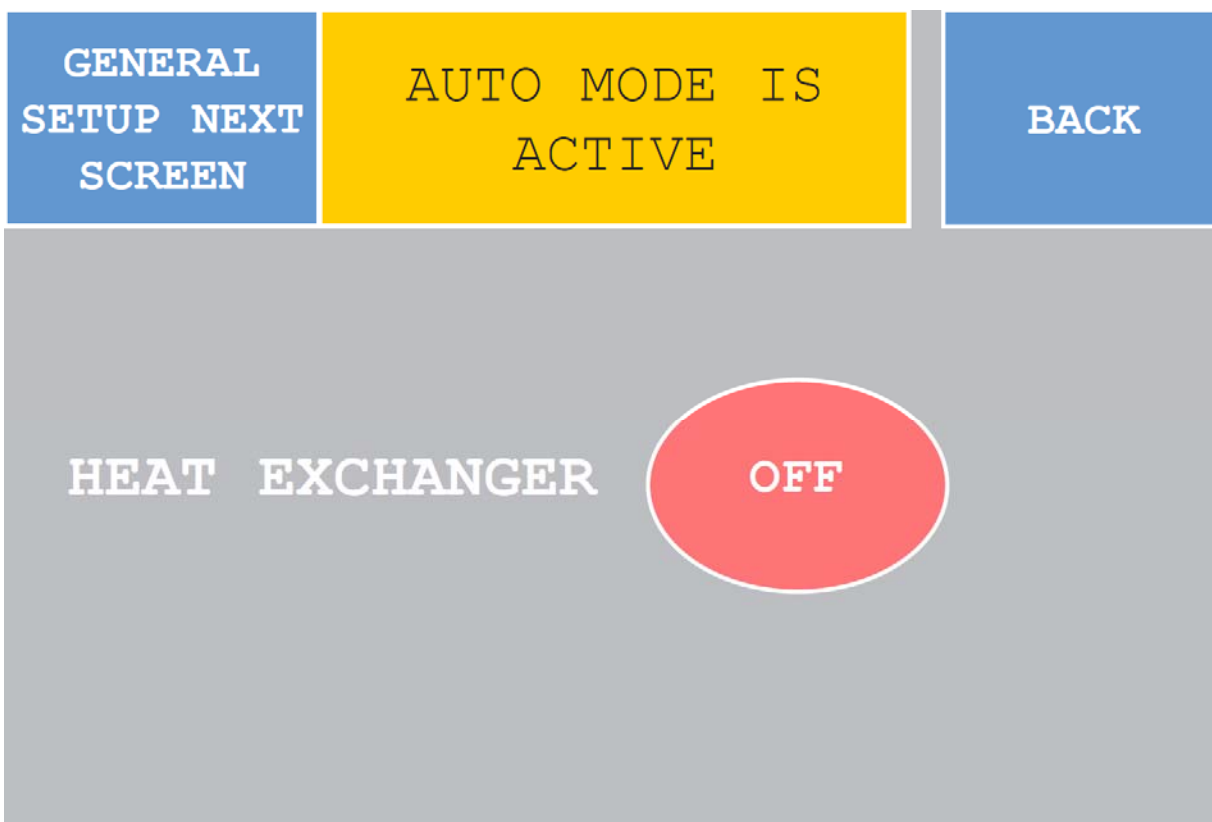 GENERAL
SETUP NEXT
SCREEN
AUTO MODE IS
ACTIVE
BACK
HEAT EXCHANGER
OFF